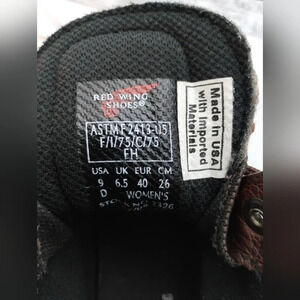 RED WING
SHOES®
ASTM F 2413-05
F/I/75/C/75
FH
USA UK EUR CM
9 6.5 40 26
D WOMEN'S
Made in USA
with Imported
Materials